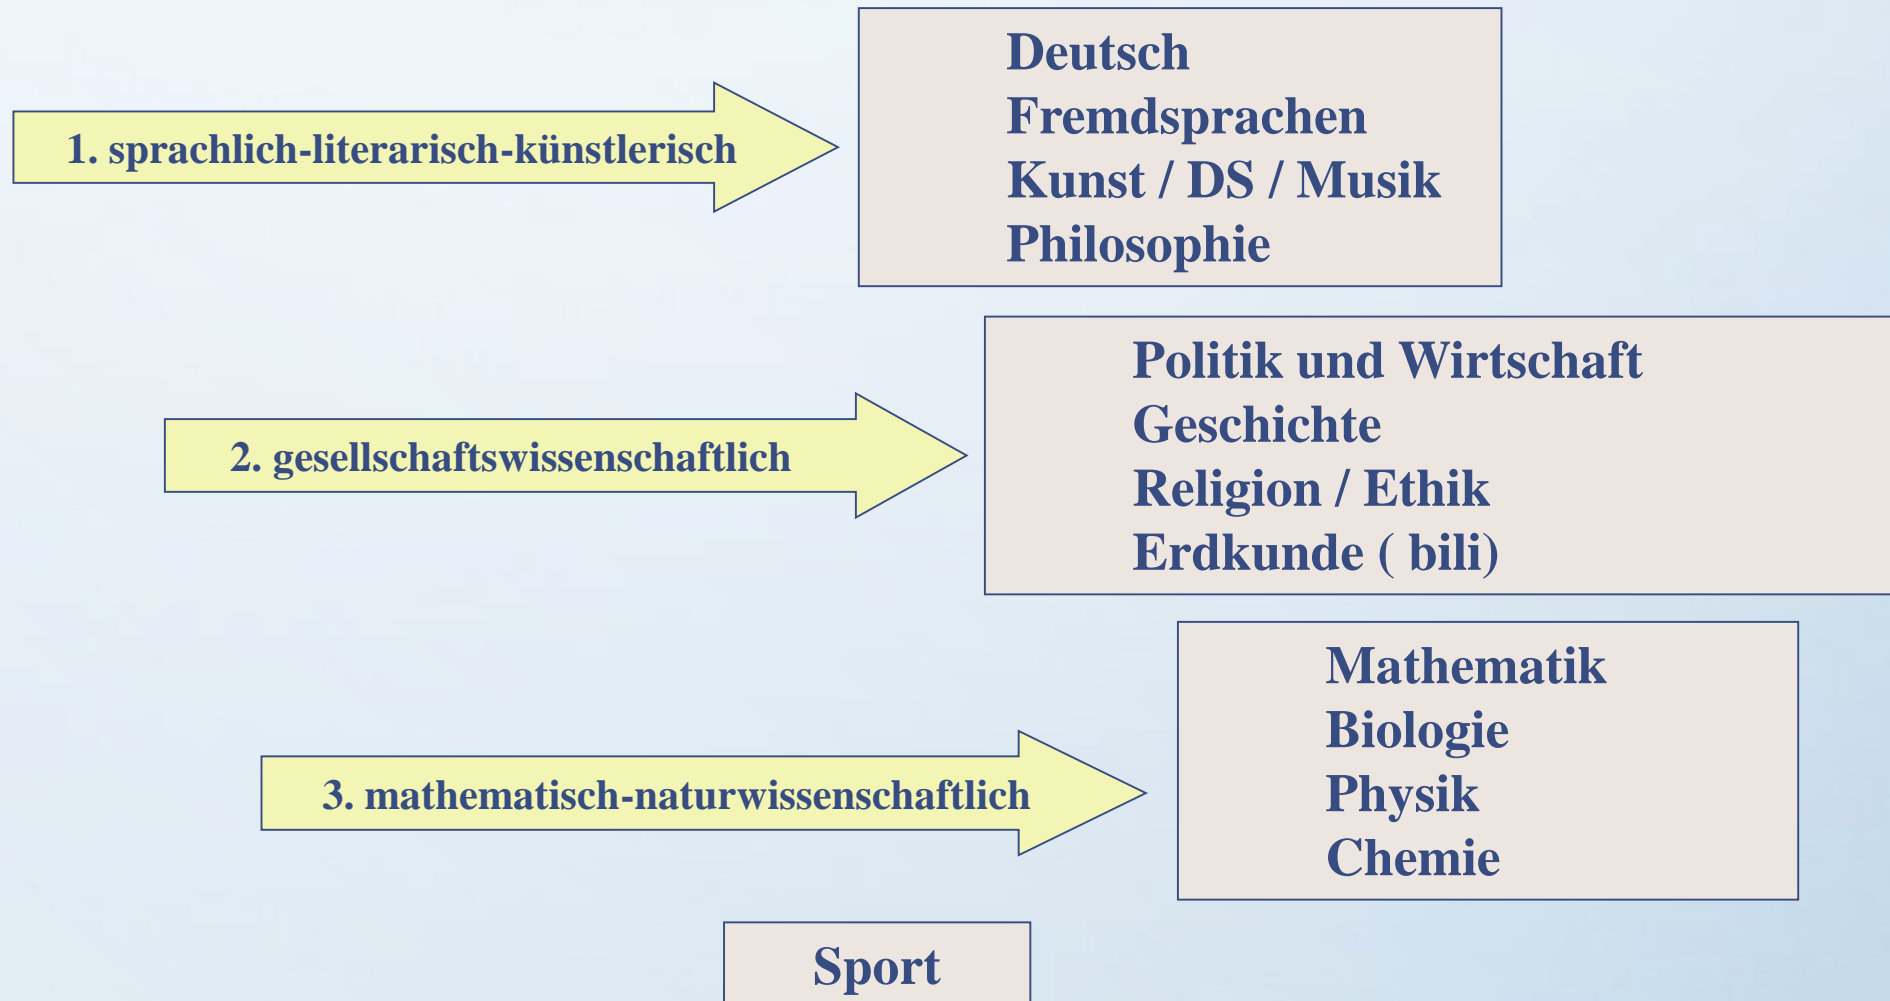 1. sprachlich-literarisch-künstlerisch
Deutsch
Fremdsprachen
Kunst / DS / Musik
Philosophie
2. gesellschaftswissenschaftlich
Politik und Wirtschaft
Geschichte
Religion / Ethik
Erdkunde ( bili)
3. mathematisch-naturwissenschaftlich
Mathematik
Biologie
Physik
Chemie
Sport